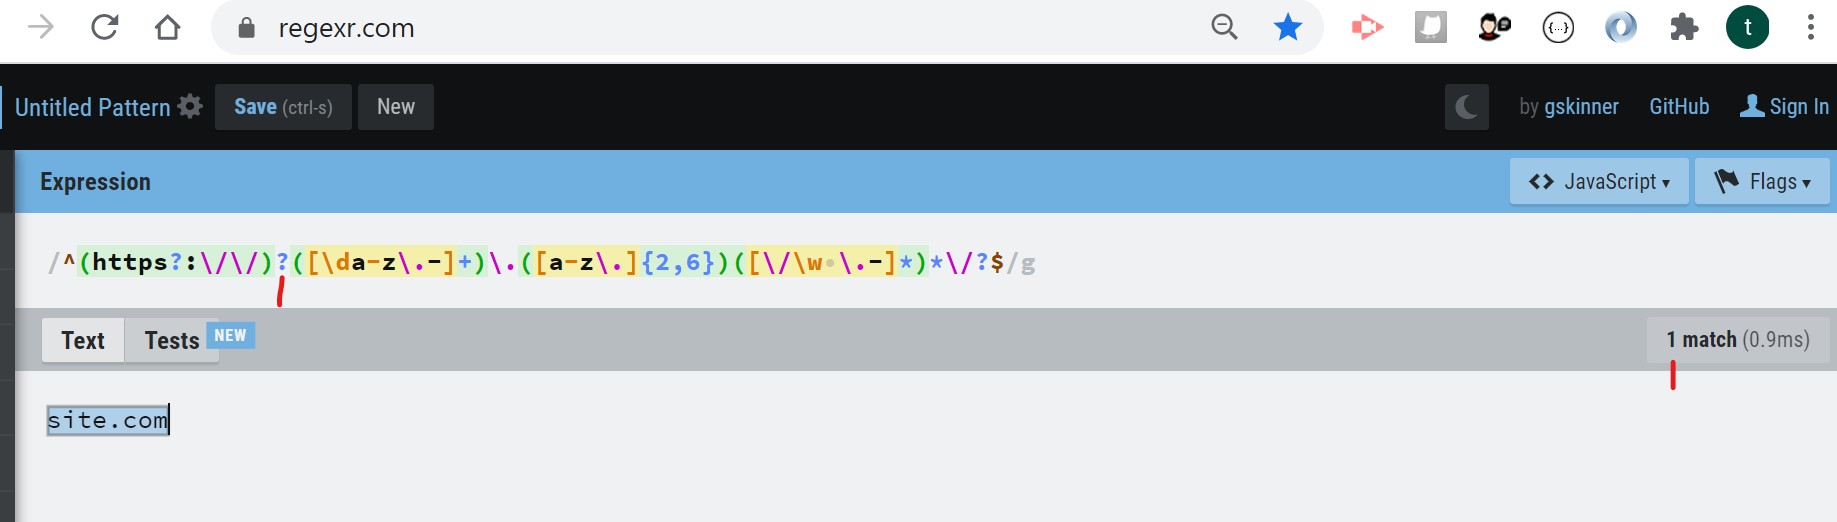 regexr.com
t
Untitled Pattern Save (ctrl-s) New by gskinner GitHub Sign In
Expression <> JavaScript ▾ Flags ▾
/^(https?:\/\/)?([\da-z\.-]+)\.([a-z\.]{2,6})([\/\w•\.-]*)*\/?$/g
Text Tests NEW 1 match (0.9ms)
site.com